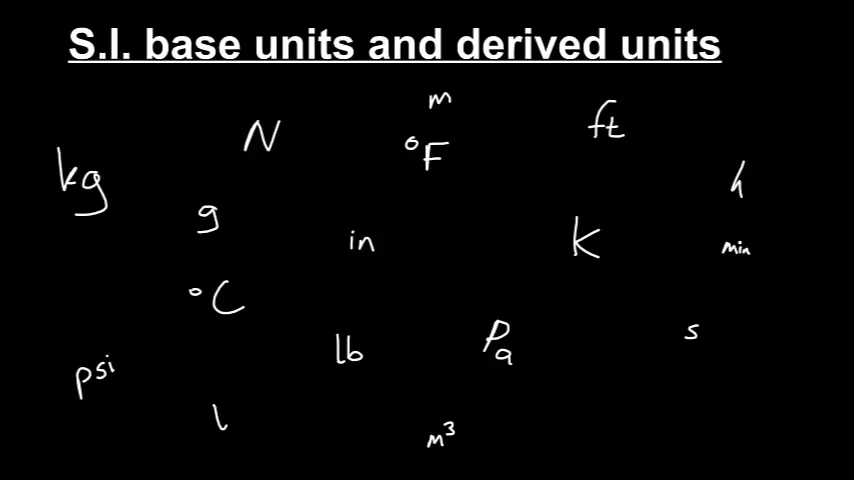 S.I. base units and derived units
m
N
°F
ft
kg
h
g
in
K
min
°C
lb
Pa
s
psi
l
m³